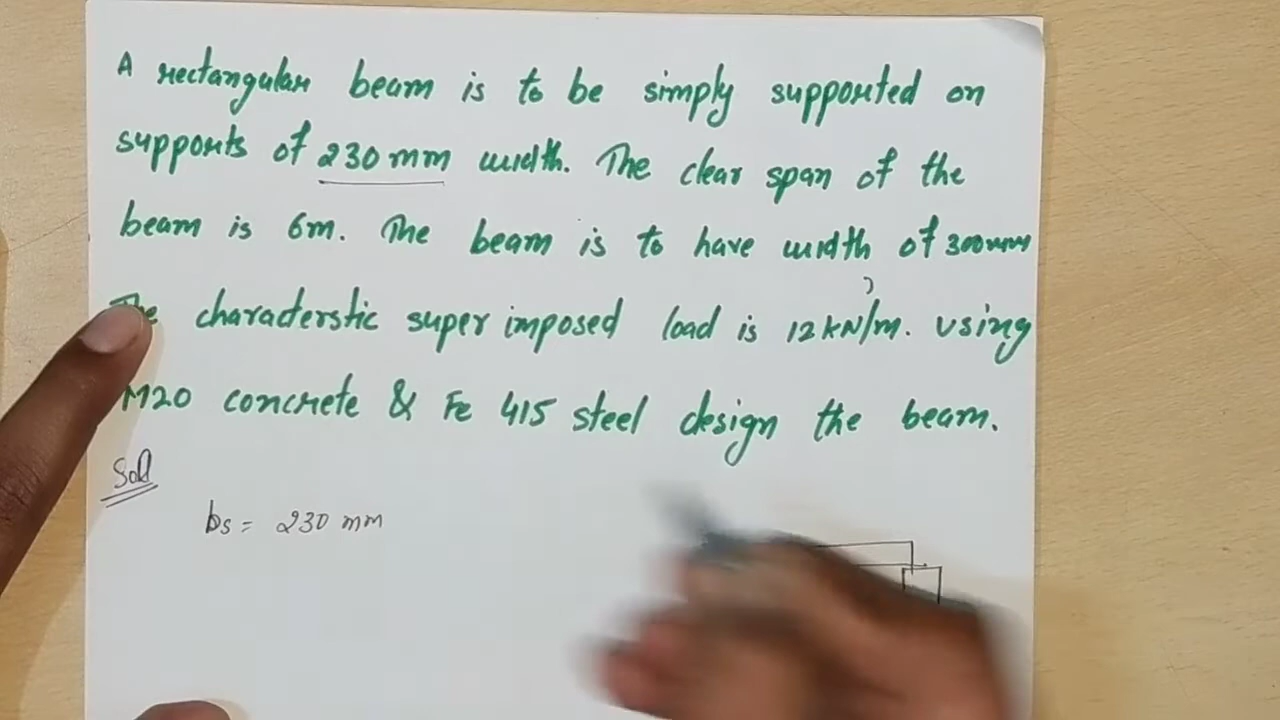 A rectangular beam is to be simply supported on
supports of 230 mm width. The clear span of the
beam is 6m. The beam is to have width of 300mm
The characterstic super imposed load is 12 kN/m. Using
M20 concrete & Fe 415 steel design the beam.
Sol
bs = 230 mm